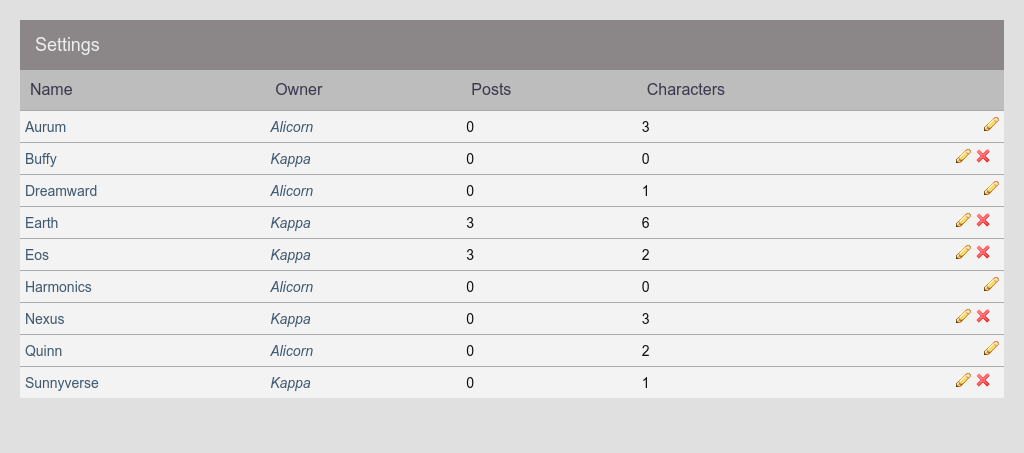 Settings
Name Owner Posts Characters
Aurum Alicorn 0 3
Buffy Kappa 0 0
Dreamward Alicorn 0 1
Earth Kappa 3 6
Eos Kappa 3 2
Harmonics Alicorn 0 0
Nexus Kappa 0 3
Quinn Alicorn 0 2
Sunnyverse Kappa 0 1